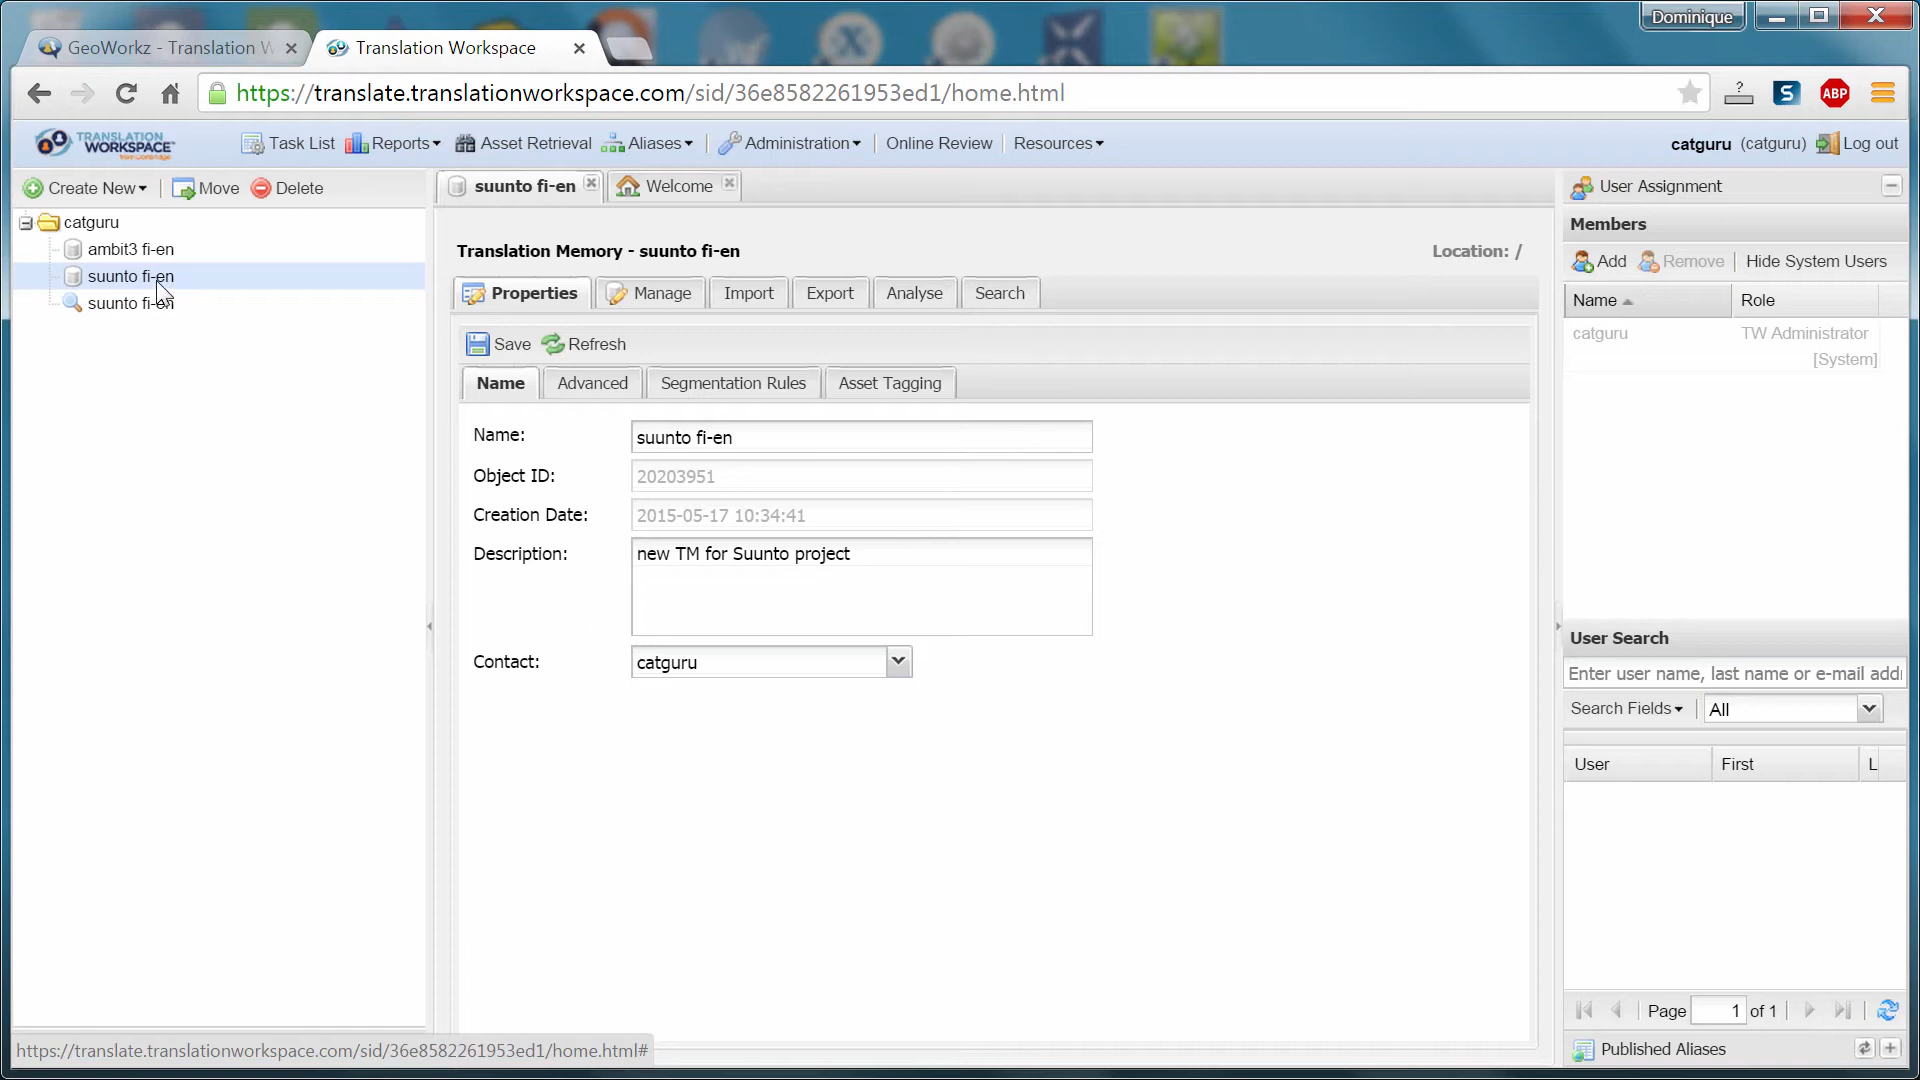 Dominique
GeoWorkz - Translation W
Translation Workspace
https://translate.translationworkspace.com/sid/36e8582261953ed1/home.html
?
S
ABP
TRANSLATION
WORKSPACE
Task List
Reports
Asset Retrieval
Aliases
Administration
Online Review
Resources
catguru (catguru)
Log out
Create New
Move
Delete
catguru
ambit3 fi-en
suunto fi-en
suunto fi-en
suunto fi-en
Welcome
Translation Memory - suunto fi-en
Location: /
Properties
Manage
Import
Export
Analyse
Search
Save
Refresh
Name
Advanced
Segmentation Rules
Asset Tagging
Name:
suunto fi-en
Object ID:
20203951
Creation Date:
2015-05-17 10:34:41
Description:
new TM for Suunto project
Contact:
catguru
User Assignment
Members
Add
Remove
Hide System Users
Name
Role
catguru
TW Administrator
[System]
User Search
Enter user name, last name or e-mail addr
Search Fields
All
User
First
L
Page 1 of 1
Published Aliases
https://translate.translationworkspace.com/sid/36e8582261953ed1/home.html#